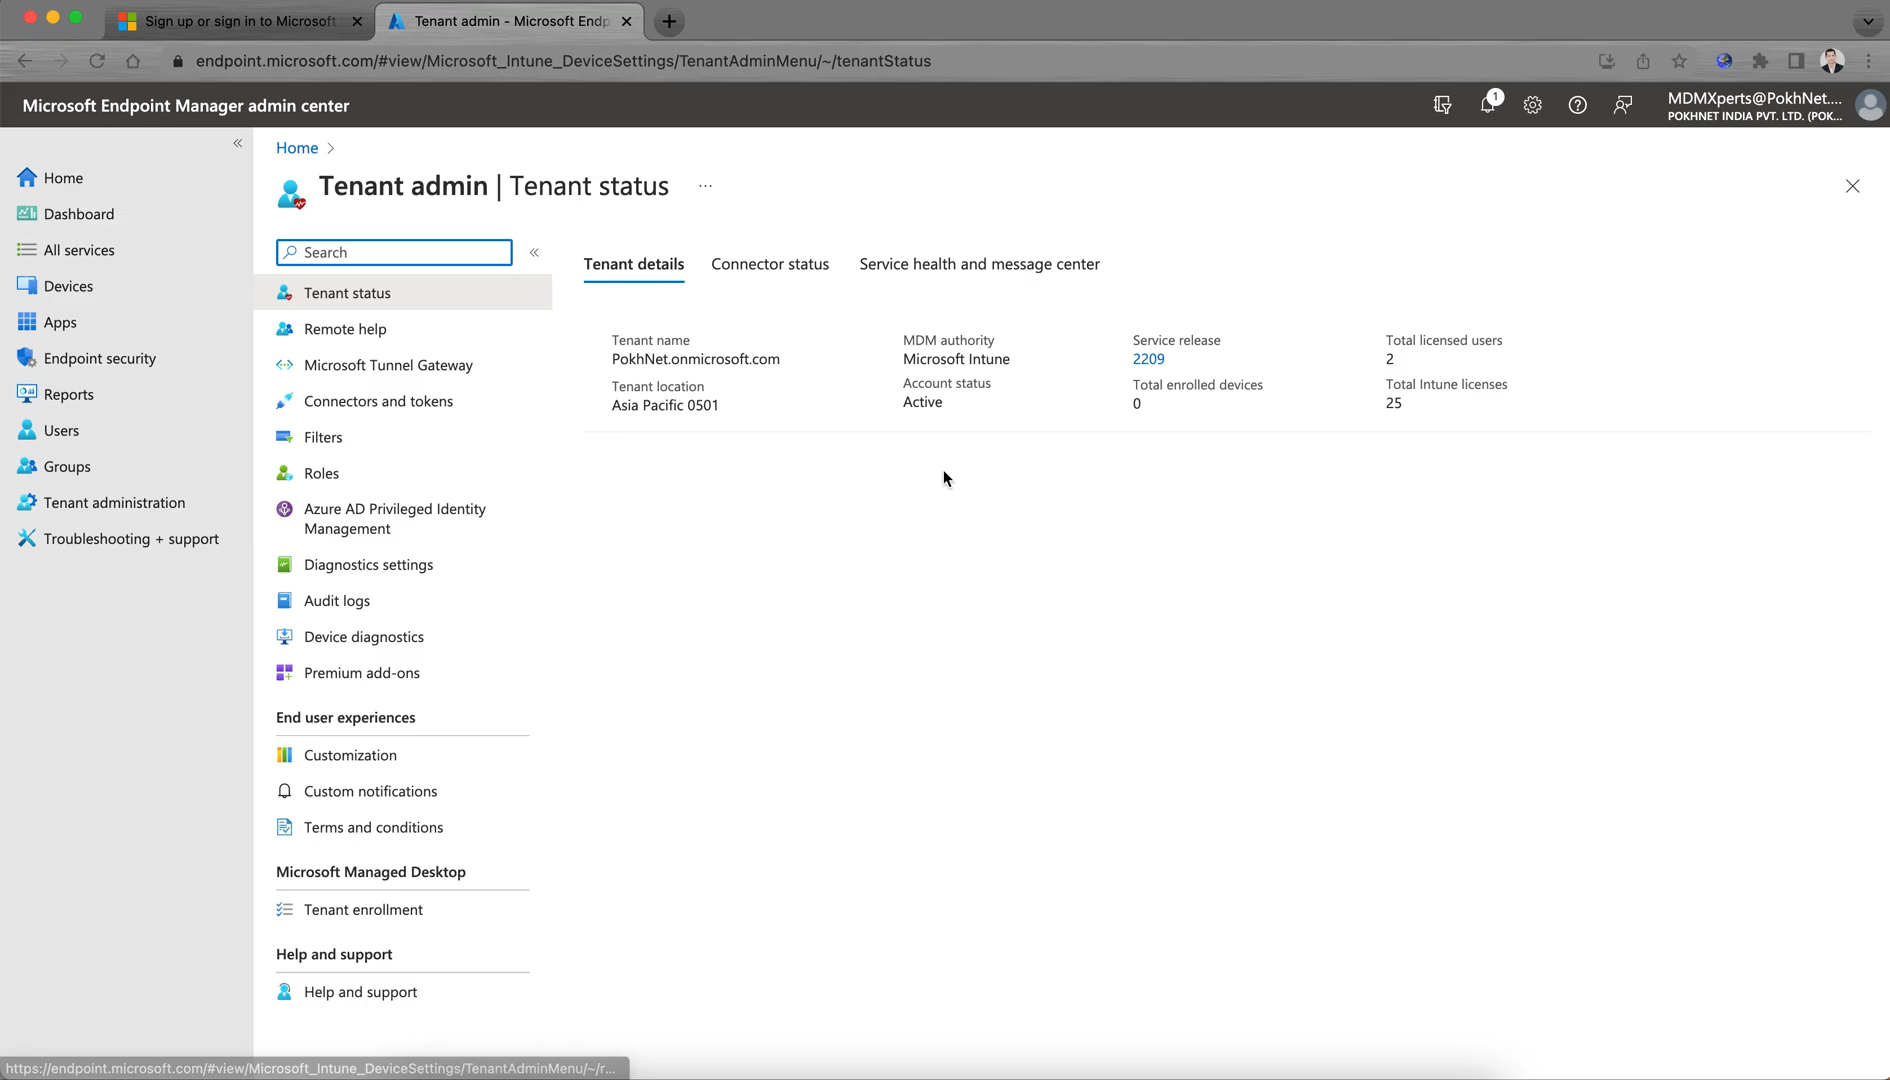 Sign up or sign in to Microsoft
Tenant admin - Microsoft Endp
endpoint.microsoft.com/#view/Microsoft_Intune_DeviceSettings/TenantAdminMenu/~/tenantStatus
Microsoft Endpoint Manager admin center
1
MDMXperts@PokhNet....
POKHNET INDIA PVT. LTD. (POK...
Home
Dashboard
All services
Devices
Apps
Endpoint security
Reports
Users
Groups
Tenant administration
Troubleshooting + support
Home
Tenant admin | Tenant status
...
Search
Tenant status
Remote help
Microsoft Tunnel Gateway
Connectors and tokens
Filters
Roles
Azure AD Privileged Identity
Management
Diagnostics settings
Audit logs
Device diagnostics
Premium add-ons
End user experiences
Customization
Custom notifications
Terms and conditions
Microsoft Managed Desktop
Tenant enrollment
Help and support
Help and support
Tenant details
Connector status
Service health and message center
Tenant name
PokhNet.onmicrosoft.com
Tenant location
Asia Pacific 0501
MDM authority
Microsoft Intune
Account status
Active
Service release
2209
Total enrolled devices
0
Total licensed users
2
Total Intune licenses
25
https://endpoint.microsoft.com/#view/Microsoft_Intune_DeviceSettings/TenantAdminMenu/~/r...